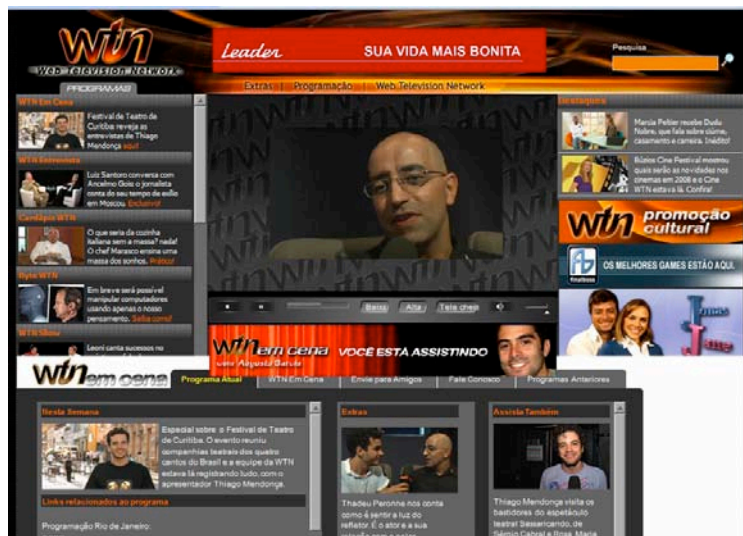 wtn
Web Television Network
Leader
SUA VIDA MAIS BONITA
Pesquisa
PROGRAMAS
Extras | Programação | Web Television Network
WTN Em Cena
Festival de Teatro de
Curitiba: reveja as
entrevistas de Thiago
Mendonça aqui!
WTN Entrevista
Luiz Santoro conversa com
Ancelmo Gois: o jornalista
conta do seu tempo de exílio
em Moscou. Exclusivo!
Cardápio WTN
O que seria da cozinha
italiana sem a massa? nada!
O chef Marasco ensina uma
massa dos sonhos. Prático!
Byte WTN
Em breve será possível
manipular computadores
usando apenas o nosso
pensamento. Saiba como!
WTN Show
Leoni canta sucessos no
Baixa
Alta
Tela cheia
Destaques
Marcia Peltier recebe Dudu
Nobre, que fala sobre ciúme,
casamento e carreira. Inédito!
Búzios Cine Festival mostrou
quais serão as novidades nos
cinemas em 2008 e o Cine
WTN estava lá. Confira!
wtn promoção
cultural
finalboss
OS MELHORES GAMES ESTÃO AQUI.
wtn em cena
com Augusto Garcia
VOCÊ ESTÁ ASSISTINDO
wtn em cena
Programa Atual
WTN Em Cena
Envie para Amigos
Fale Conosco
Programas Anteriores
Nesta Semana
Especial sobre o Festival de Teatro
de Curitiba. O evento reuniu
companhias teatrais dos quatro
cantos do Brasil e a equipe da WTN
estava lá registrando tudo, com o
apresentador Thiago Mendonça.
Links relacionados ao programa
Programação Rio de Janeiro:
Extras
Thadeu Peronne nos conta
como é sentir a luz do
refletor. É o ator e a sua
Assista Também
Thiago Mendonça visita os
bastidores do espetáculo
teatral Sassaricando, de
Sérgio Cabral e Rosa Maria